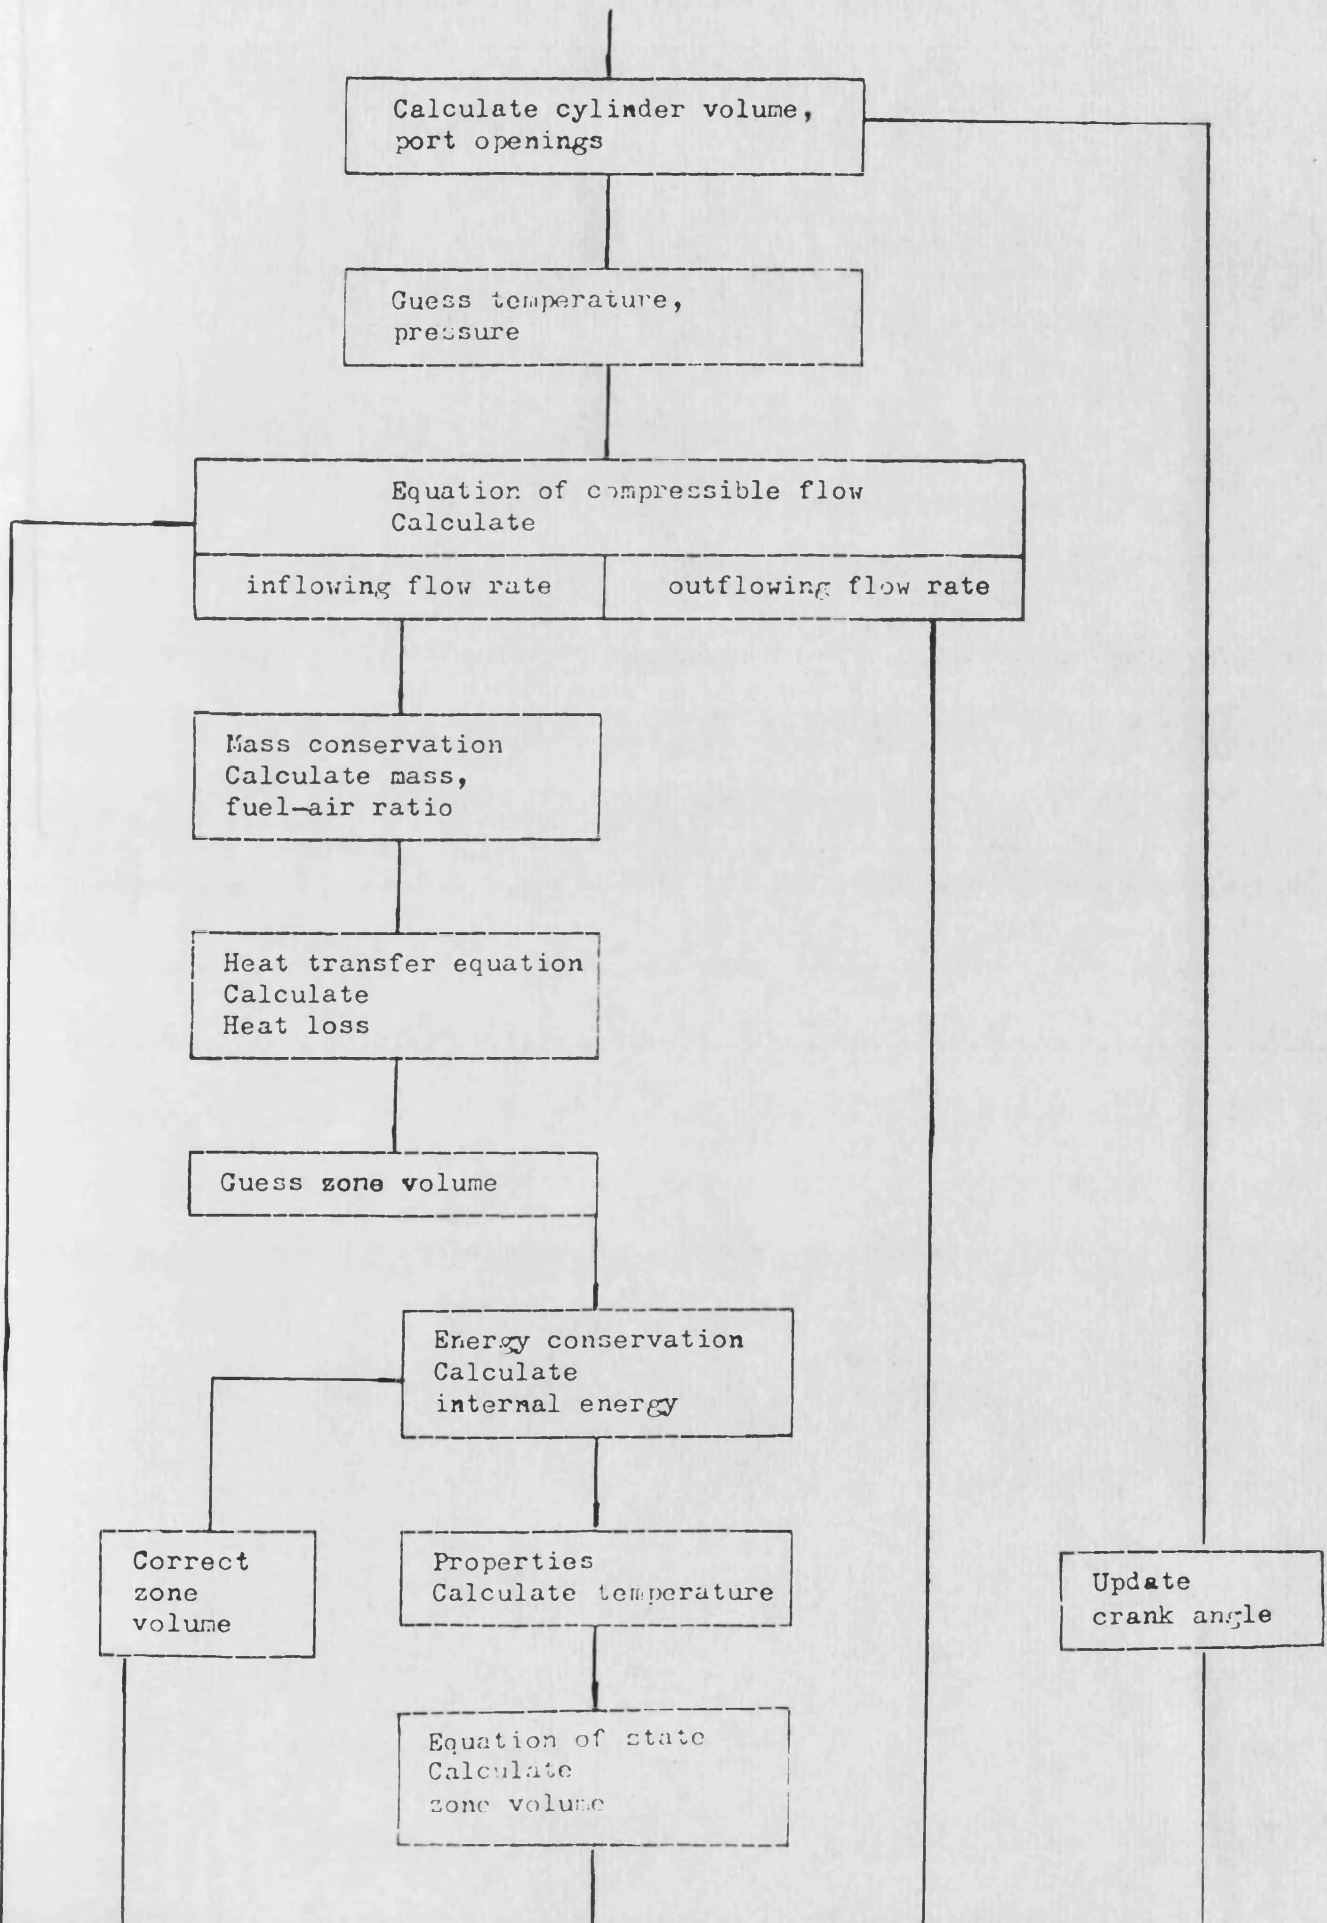 Calculate cylinder volume,
port openings
Guess temperature,
pressure
Equation of compressible flow
Calculate
inflowing flow rate
outflowing flow rate
Mass conservation
Calculate mass,
fuel-air ratio
Heat transfer equation
Calculate
Heat loss
Guess zone volume
Energy conservation
Calculate
internal energy
Correct
zone
volume
Properties
Calculate temperature
Update
crank angle
Equation of state
Calculate
zone volume